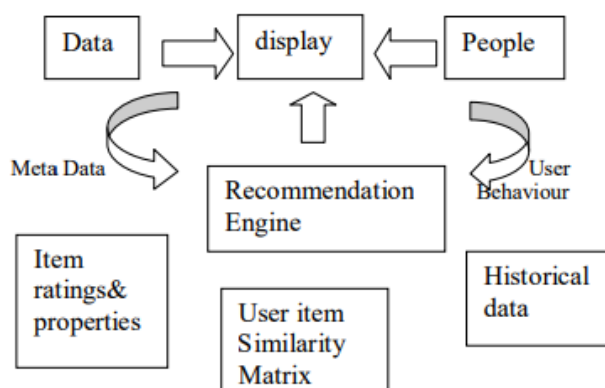 Data
display
People
Meta Data
User
Behaviour
Recommendation
Engine
Item
ratings&
properties
Historical
data
User item
Similarity
Matrix